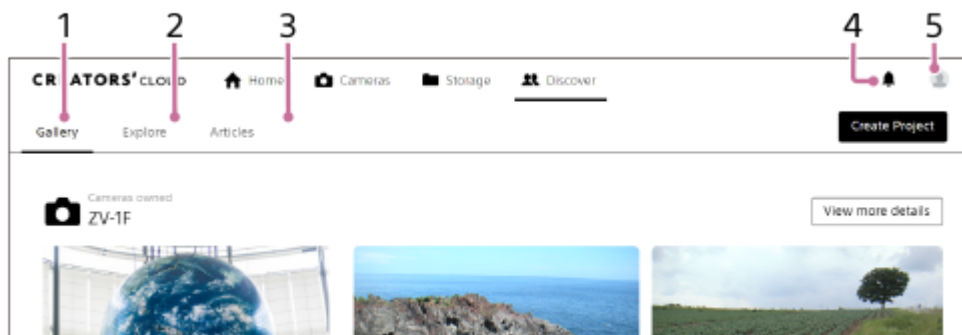 1 2 3 4 5
CREATORS' CLOUD Home Cameras Storage Discover
Gallery Explore Articles Create Project
Cameras owned
ZV-1F View more details